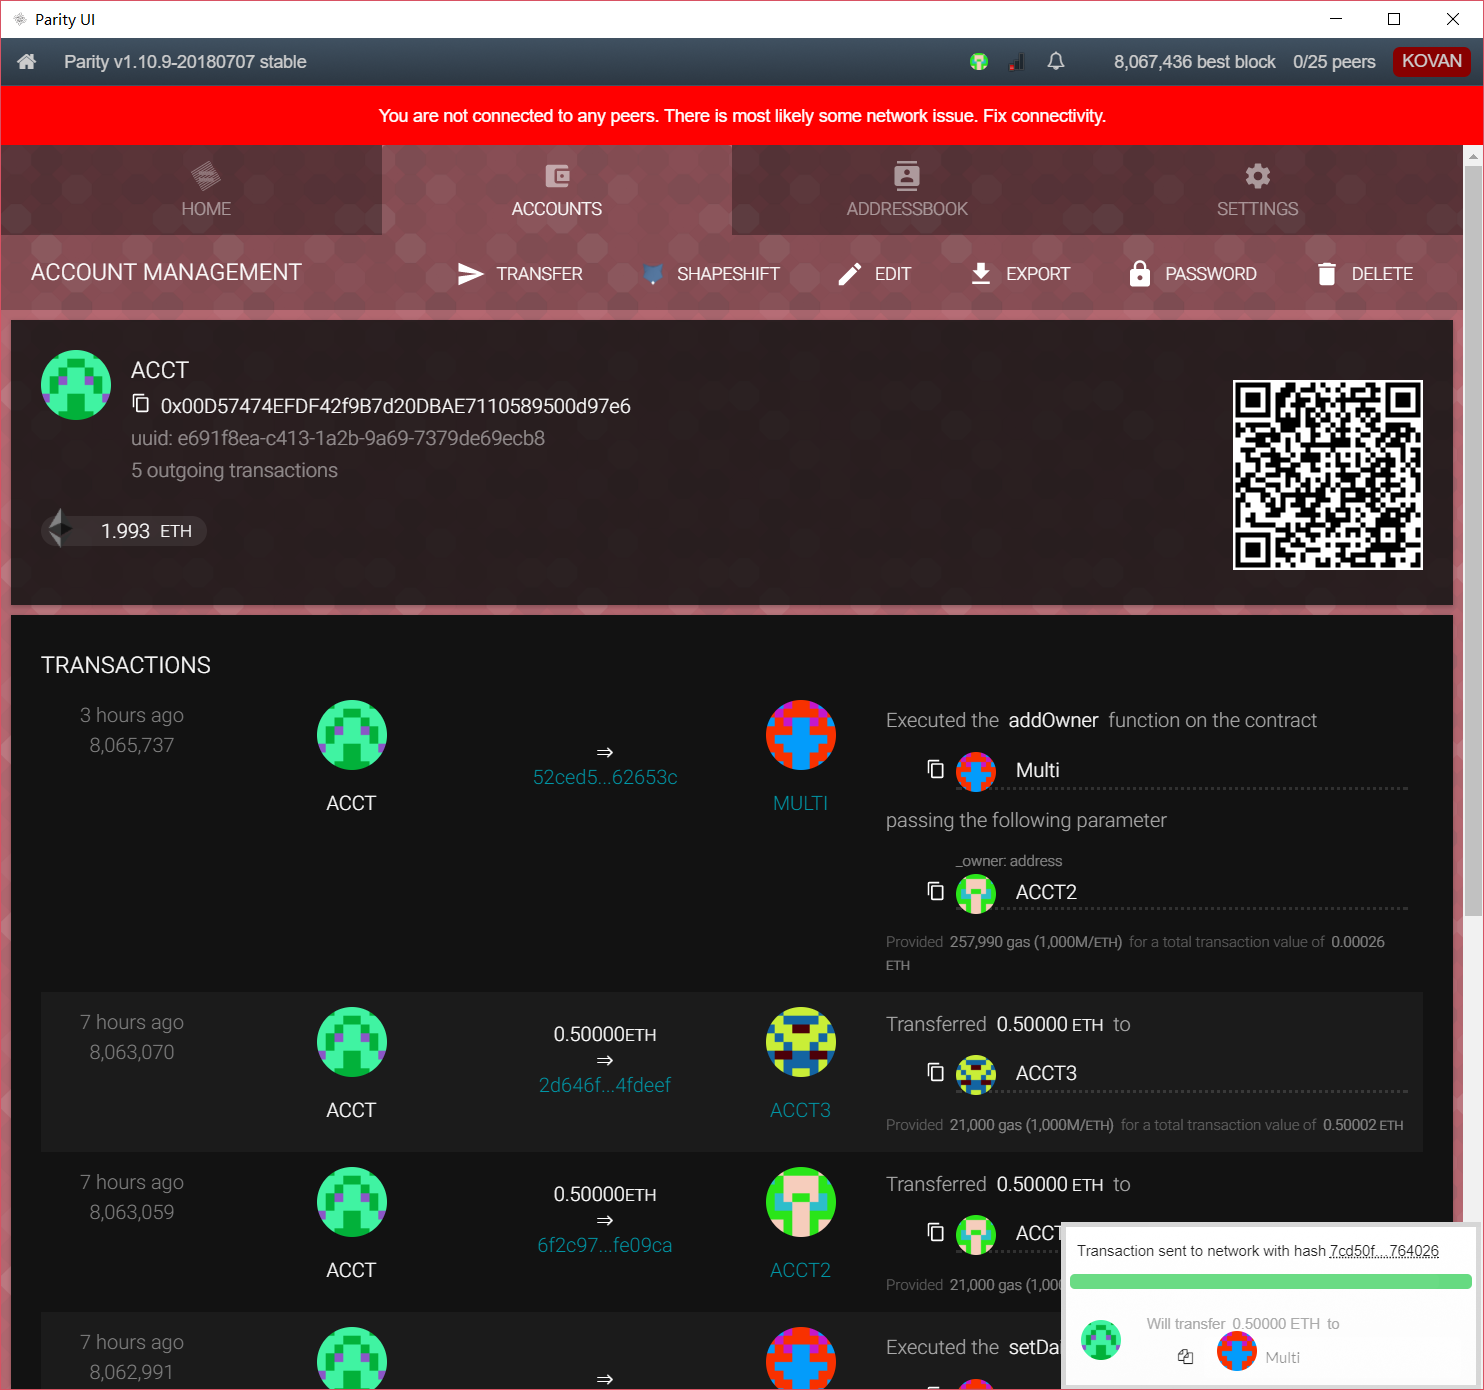 Parity UI
Parity v1.10.9-20180707 stable
8,067,436 best block 0/25 peers KOVAN
You are not connected to any peers. There is most likely some network issue. Fix connectivity.
HOME ACCOUNTS ADDRESSBOOK SETTINGS
ACCOUNT MANAGEMENT TRANSFER SHAPESHIFT EDIT EXPORT PASSWORD DELETE
ACCT
0x00D57474EFDF42f9B7d20DBAE7110589500d97e6
uuid: e691f8ea-c413-1a2b-9a69-7379de69ecb8
5 outgoing transactions
1.993 ETH
TRANSACTIONS
3 hours ago
8,065,737
ACCT
⇒
52ced5...62653c
MULTI
Executed the addOwner function on the contract
Multi
passing the following parameter
_owner: address
ACCT2
Provided 257,990 gas (1,000M/ETH) for a total transaction value of 0.00026
ETH
7 hours ago
8,063,070
ACCT
0.50000ETH
⇒
2d646f...4fdeef
ACCT3
Transferred 0.50000 ETH to
ACCT3
Provided 21,000 gas (1,000M/ETH) for a total transaction value of 0.50002 ETH
7 hours ago
8,063,059
ACCT
0.50000ETH
⇒
6f2c97...fe09ca
ACCT2
Transferred 0.50000 ETH to
ACCT
Provided 21,000 gas (1,000
7 hours ago
8,062,991
⇒
Executed the setDai
Transaction sent to network with hash 7cd50f...764026
Will transfer 0.50000 ETH to
Multi